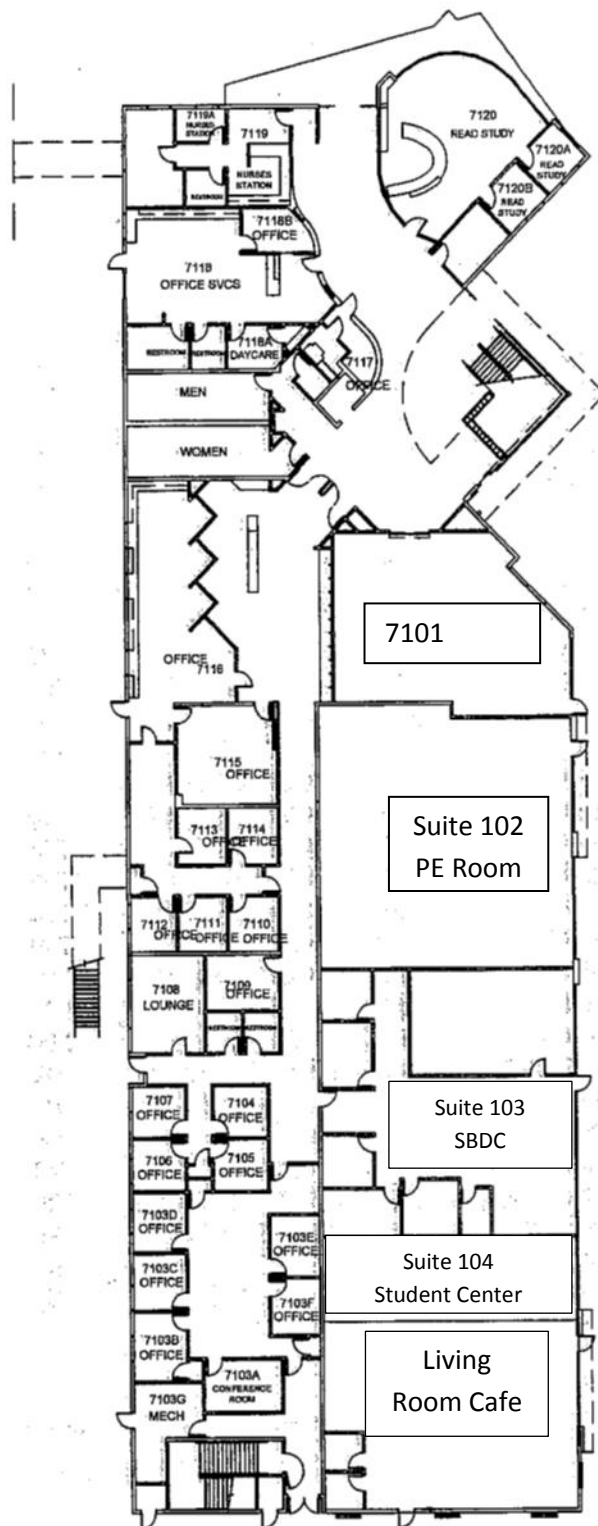 7119A
NURSES
STATION
7119
NURSES
STATION
RESTROOM
7120
READ STUDY
7120A
READ
STUDY
7120B
READ
STUDY
7118B
OFFICE
7118
OFFICE SVCS
RESTROOM
RESTROOM
7118A
DAYCARE
7117
OFFICE
MEN
WOMEN
7101
OFFICE
7116
7115
OFFICE
Suite 102
PE Room
7113
OFFICE
7114
OFFICE
7112
OFFICE
7111
OFFICE
7110
OFFICE
7108
LOUNGE
7109
OFFICE
RESTROOM
RESTROOM
7107
OFFICE
7104
OFFICE
Suite 103
SBDC
7106
OFFICE
7105
OFFICE
7103D
OFFICE
7103E
OFFICE
7103C
OFFICE
7103F
OFFICE
Suite 104
Student Center
7103B
OFFICE
7103A
CONFERENCE
ROOM
Living
Room Cafe
7103G
MECH